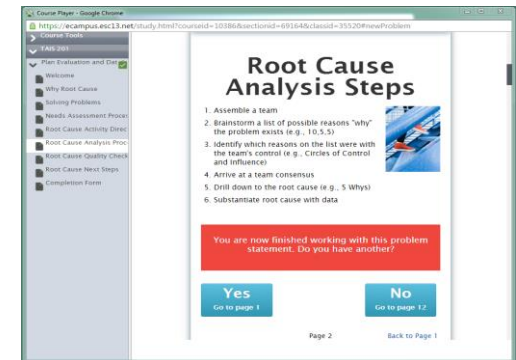 Course Player - Google Chrome
https://ecampus.esc13.net/study.html?courseid=10386&sectionid=69164&classid=35520#newProblem
Course Tools
TAIS 201
Plan Evaluation and Dat
Welcome
Why Root Cause
Solving Problems
Needs Assessment Proces
Root Cause Activity Direc
Root Cause Analysis Proc
Root Cause Quality Check
Root Cause Next Steps
Completion Form
Root Cause
Analysis Steps
1. Assemble a team
2. Brainstorm a list of possible reasons "why"
the problem exists (e.g., 10,5,5)
3. Identify which reasons on the list were with
the team's control (e.g., Circles of Control
and Influence)
4. Arrive at a team consensus
5. Drill down to the root cause (e.g., 5 Whys)
6. Substantiate root cause with data
You are now finished working with this problem
statement. Do you have another?
Yes
Go to page 1
No
Go to page 12
Page 2
Back to Page 1